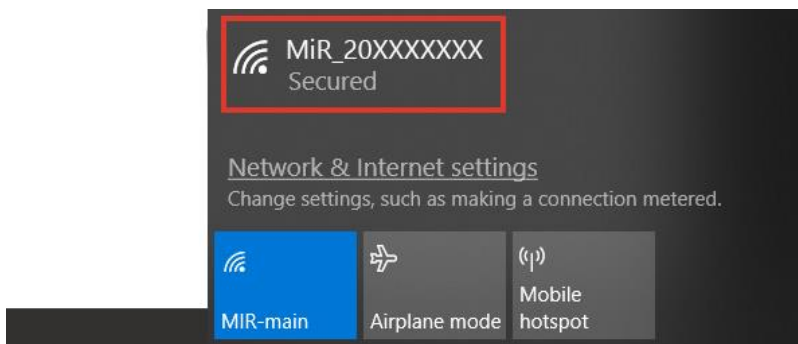 MiR_20XXXXXXX
Secured
Network & Internet settings
Change settings, such as making a connection metered.
MIR-main
Airplane mode
Mobile
hotspot